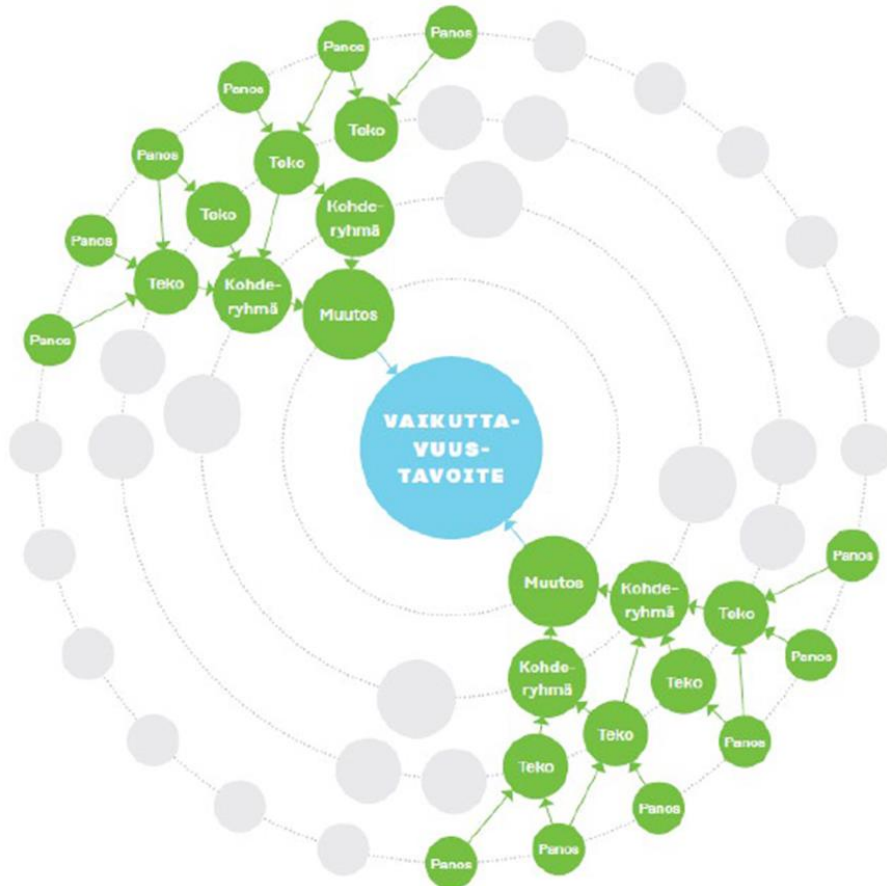 Panos
Panos
Panos
Teko
Panos
Teko
Teko
Kohde-
ryhmä
Panos
Teko
Kohde-
ryhmä
Muutos
Panos
VAIKUTTA-
VUUS-
TAVOITE
Muutos
Kohde-
ryhmä
Teko
Panos
Panos
Kohde-
ryhmä
Teko
Teko
Panos
Teko
Panos
Panos
Panos
Panos